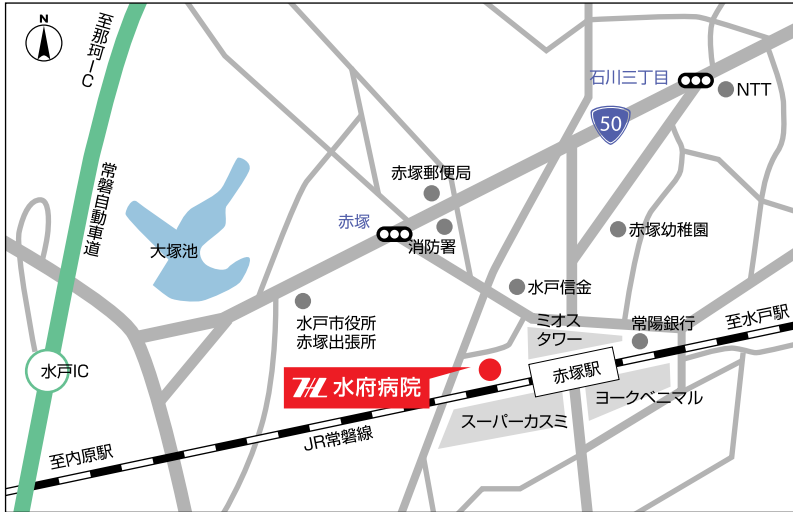 N
至那珂IC
常磐自動車道
石川三丁目
NTT
50
赤塚郵便局
赤塚
消防署
赤塚幼稚園
大塚池
水戸信金
水戸市役所
赤塚出張所
ミオス
タワー
常陽銀行
至水戸駅
水戸IC
水府病院
赤塚駅
ヨークベニマル
スーパーカスミ
JR常磐線
至内原駅